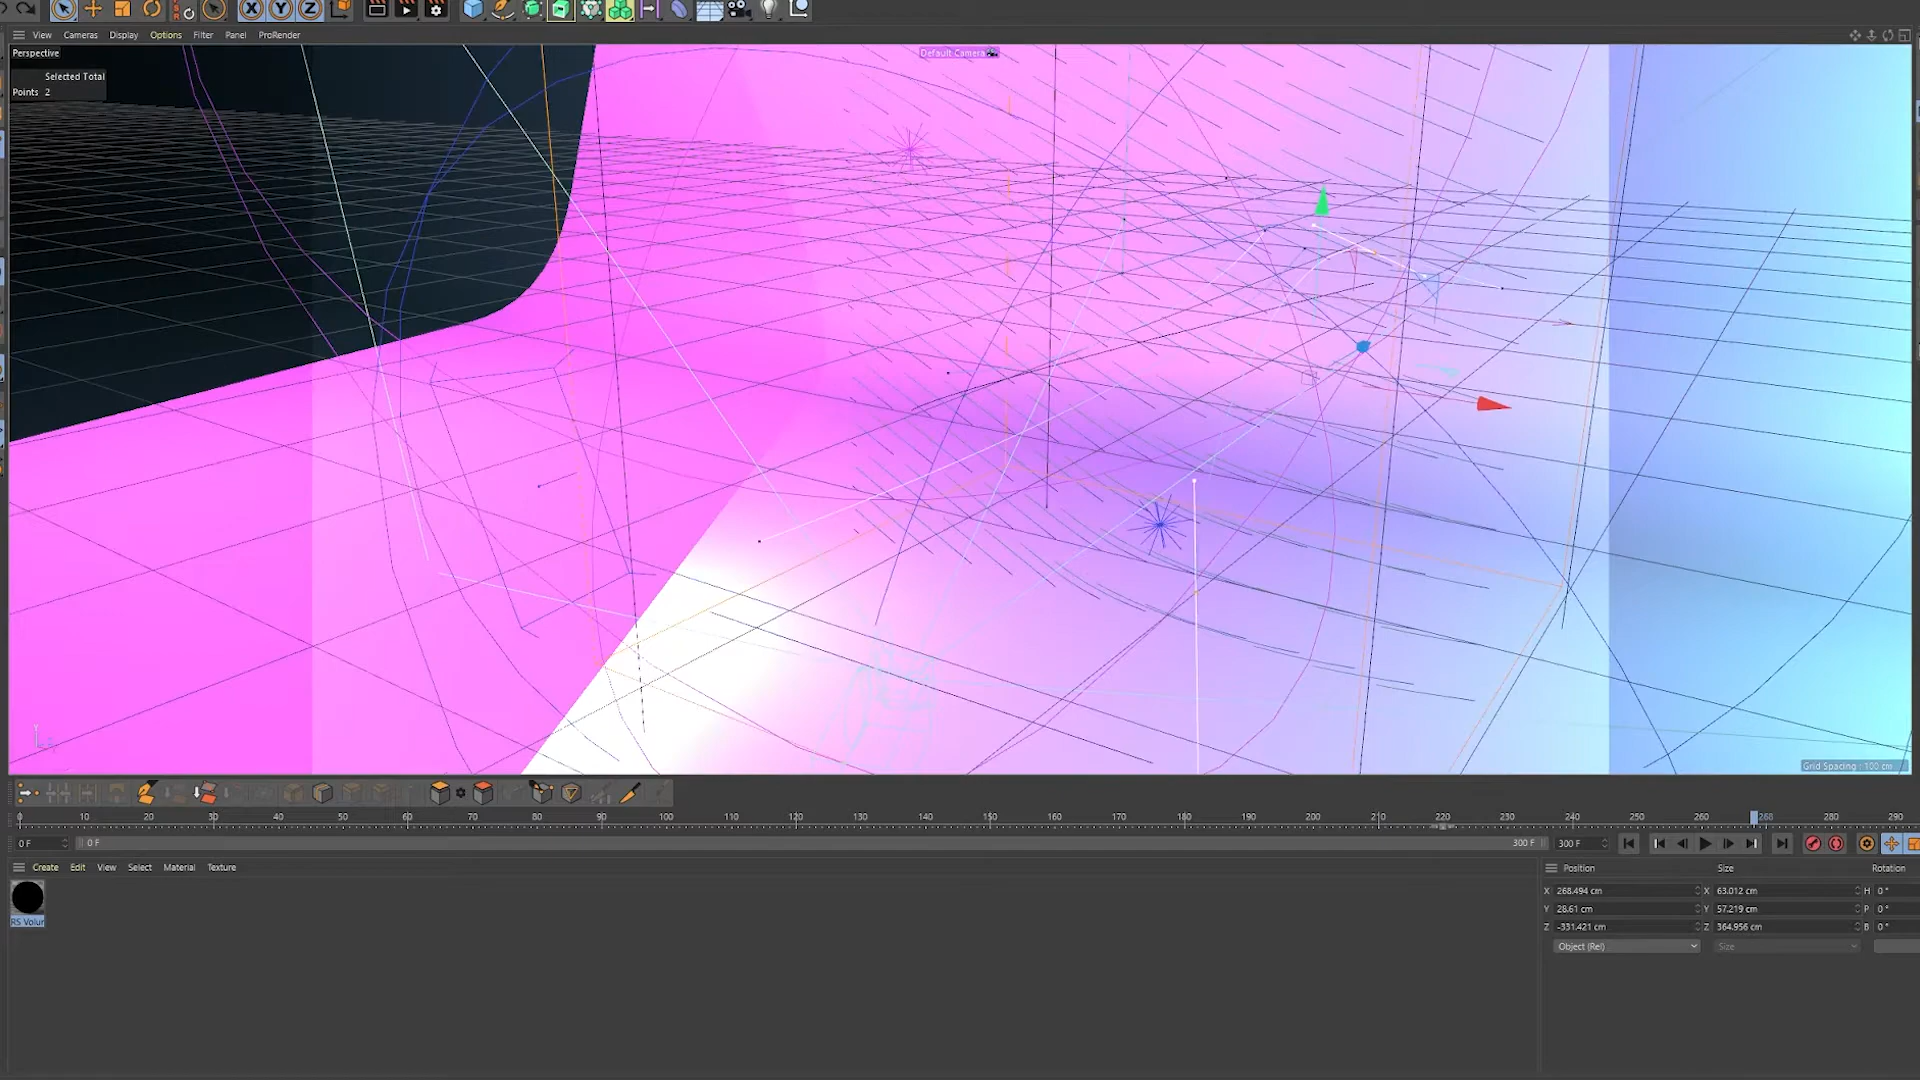 X Y Z
View Cameras Display Options Filter Panel ProRender
Perspective
Default Camera
Selected Total
Points 2
Y
Grid Spacing : 100 cm
0 10 20 30 40 50 60 70 80 90 100 110 120 130 140 150 160 170 180 190 200 210 220 230 240 250 260 268 280 290
0 F 0 F 300 F 300 F
Create Edit View Select Material Texture
RS Volur
Position Size Rotation
X 268.494 cm X 63.012 cm H 0 °
Y 28.61 cm Y 57.219 cm P 0 °
Z -331.421 cm Z 364.956 cm B 0 °
Object (Rel) Size